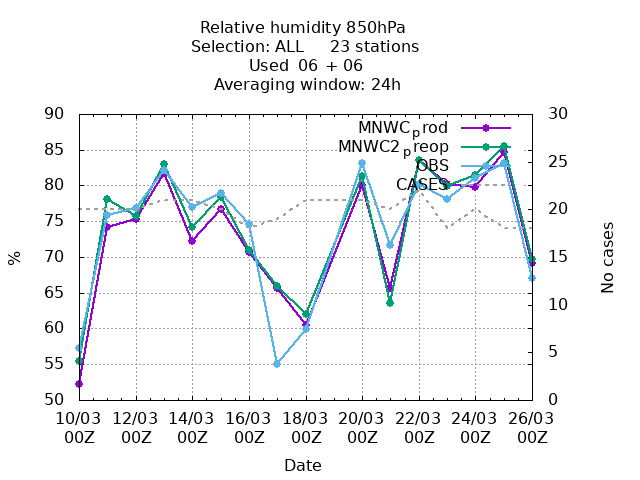 Relative humidity 850hPa
Selection: ALL 23 stations
Used 06 + 06
Averaging window: 24h
90
85
80
75
70
65
60
55
50
30
25
20
15
10
5
0
MNWCprod
MNWC2preop
OBS
CASES
%
No cases
10/03 12/03 14/03 16/03 18/03 20/03 22/03 24/03 26/03
00Z 00Z 00Z 00Z 00Z 00Z 00Z 00Z 00Z
Date